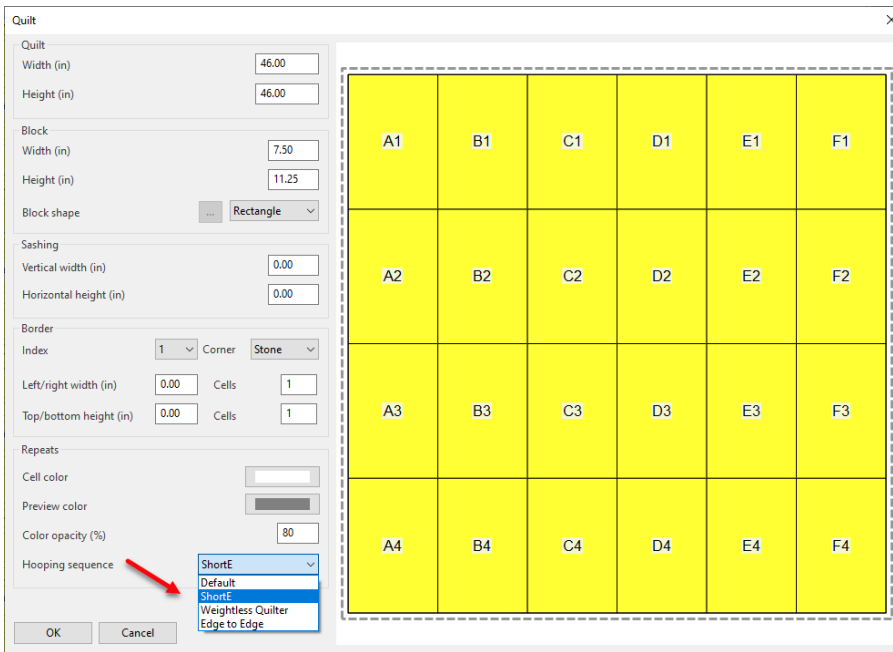 Quilt
Quilt
Width (in) 46.00
Height (in) 46.00
Block
Width (in) 7.50
Height (in) 11.25
Block shape ... Rectangle
Sashing
Vertical width (in) 0.00
Horizontal height (in) 0.00
Border
Index 1 Corner Stone
Left/right width (in) 0.00 Cells 1
Top/bottom height (in) 0.00 Cells 1
Repeats
Cell color
Preview color
Color opacity (%) 80
Hooping sequence ShortE
Default
ShortE
Weightless Quilter
Edge to Edge
OK Cancel
A1 B1 C1 D1 E1 F1
A2 B2 C2 D2 E2 F2
A3 B3 C3 D3 E3 F3
A4 B4 C4 D4 E4 F4